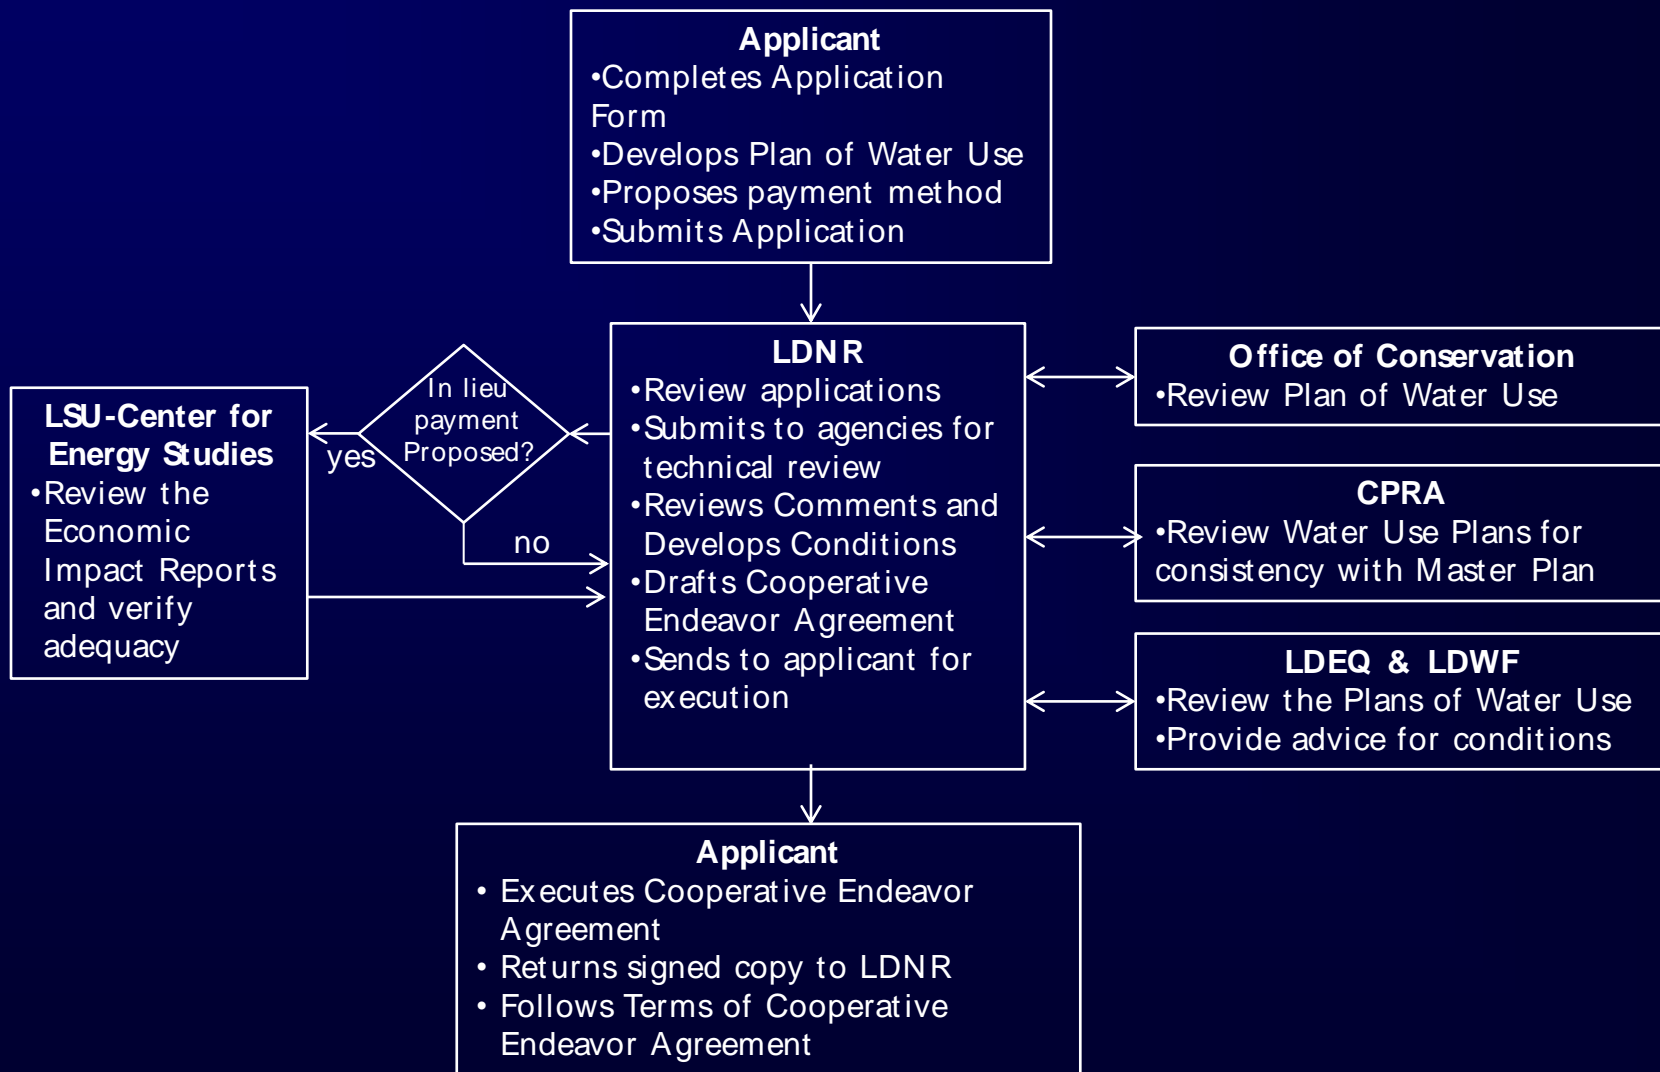 Applicant
•Completes Application
Form
•Develops Plan of Water Use
•Proposes payment method
•Submits Application
LDNR
•Review applications
•Submits to agencies for
technical review
•Reviews Comments and
Develops Conditions
•Drafts Cooperative
Endeavor Agreement
•Sends to applicant for
execution
In lieu
payment
Proposed?
yes
no
LSU-Center for
Energy Studies
•Review the
Economic
Impact Reports
and verify
adequacy
Office of Conservation
•Review Plan of Water Use
CPRA
•Review Water Use Plans for
consistency with Master Plan
LDEQ & LDWF
•Review the Plans of Water Use
•Provide advice for conditions
Applicant
• Executes Cooperative Endeavor
Agreement
• Returns signed copy to LDNR
• Follows Terms of Cooperative
Endeavor Agreement